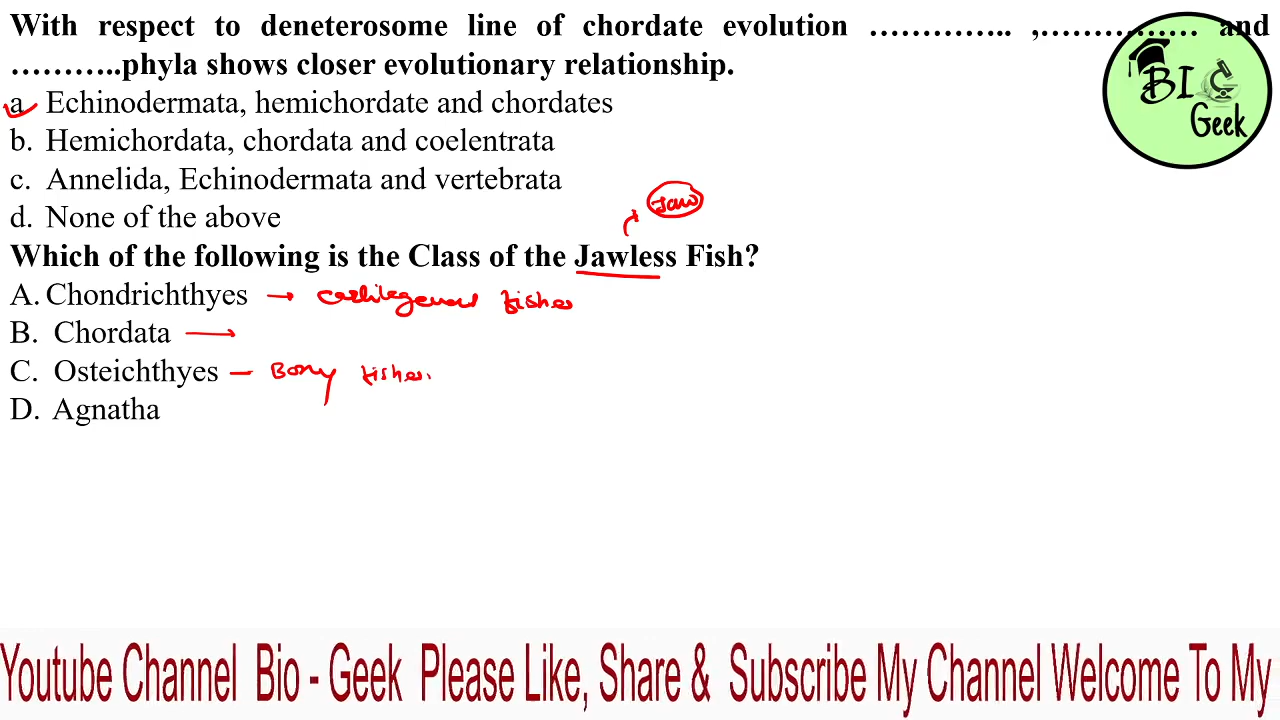 With respect to deneterosome line of chordate evolution ………….. ,…………… and
………..phyla shows closer evolutionary relationship.
a. Echinodermata, hemichordate and chordates
b. Hemichordata, chordata and coelentrata
c. Annelida, Echinodermata and vertebrata
d. None of the above
Jaw
Which of the following is the Class of the Jawless Fish?
A. Chondrichthyes → fishes
B. Chordata —
C. Osteichthyes – Bony fishes.
D. Agnatha
BIO
Geek
Youtube Channel Bio - Geek Please Like, Share & Subscribe My Channel Welcome To My